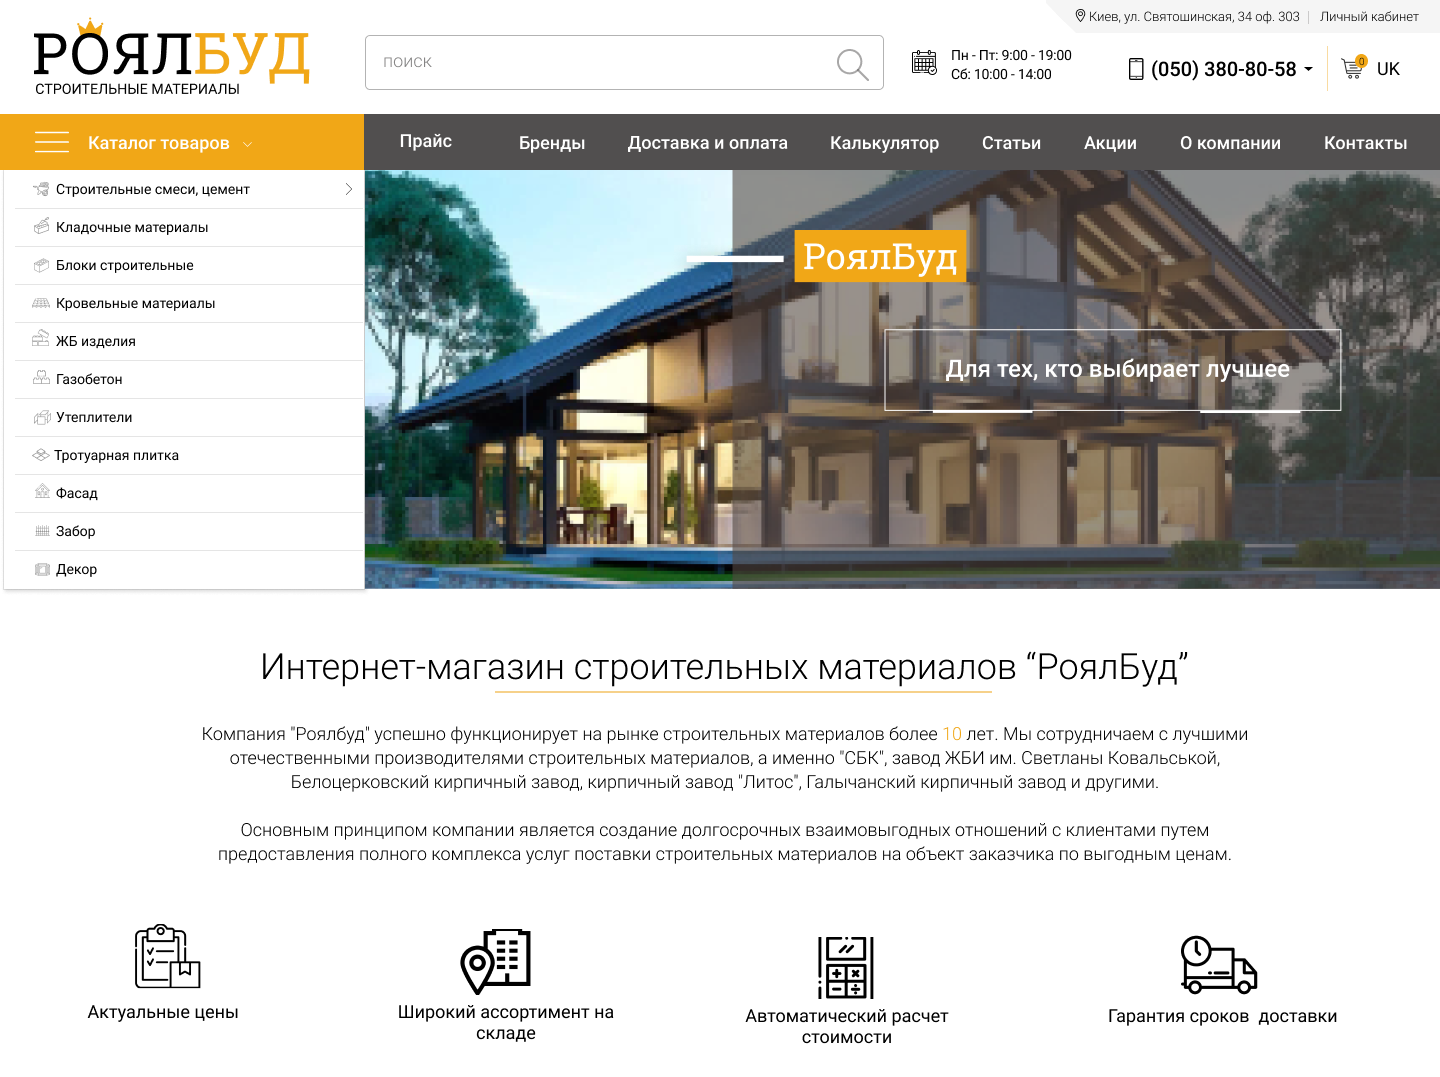 Киев, ул. Святошинская, 34 оф. 303
Личный кабинет
РОЯЛБУД
СТРОИТЕЛЬНЫЕ МАТЕРИАЛЫ
ПОИСК
Пн - Пт: 9:00 - 19:00
Сб: 10:00 - 14:00
(050) 380-80-58
0
UK
Каталог товаров
Прайс
Бренды
Доставка и оплата
Калькулятор
Статьи
Акции
О компании
Контакты
Строительные смеси, цемент
Кладочные материалы
Блоки строительные
Кровельные материалы
ЖБ изделия
Газобетон
Утеплители
Тротуарная плитка
Фасад
Забор
Декор
РоялБуд
Для тех, кто выбирает лучшее
Интернет-магазин строительных материалов “РоялБуд”
Компания "Роялбуд" успешно функционирует на рынке строительных материалов более 10 лет. Мы сотрудничаем с лучшими
отечественными производителями строительных материалов, а именно "СБК", завод ЖБИ им. Светланы Ковальськой,
Белоцерковский кирпичный завод, кирпичный завод "Литос", Галычанский кирпичный завод и другими.
Основным принципом компании является создание долгосрочных взаимовыгодных отношений с клиентами путем
предоставления полного комплекса услуг поставки строительных материалов на объект заказчика по выгодным ценам.
Актуальные цены
Широкий ассортимент на
складе
Автоматический расчет
стоимости
Гарантия сроков  доставки